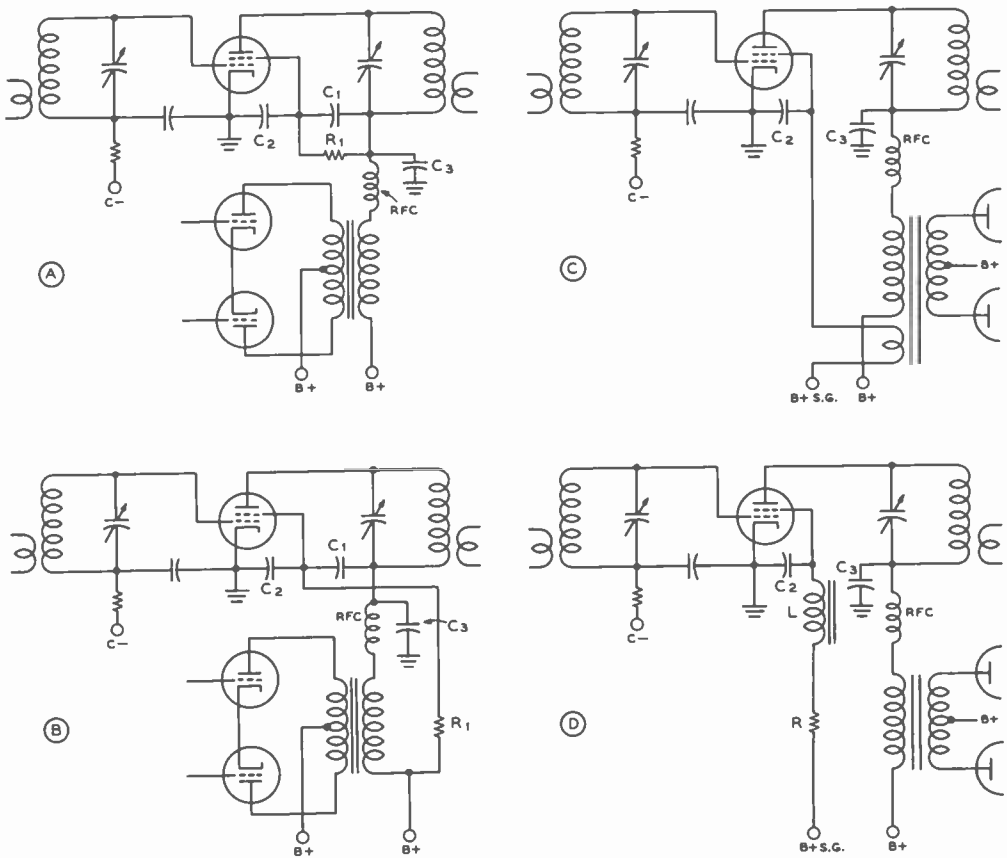 C₁
C₂
R₁
C₃
C-
RFC
A
B+
B+
C₂
C₃
RFC
C-
C
B+
B+ S.G.
B+
C₁
C₂
RFC
C₃
C-
B
R₁
B+
B+
C₂
C₃
L
RFC
C-
R
D
B+
B+ S.G.
B+